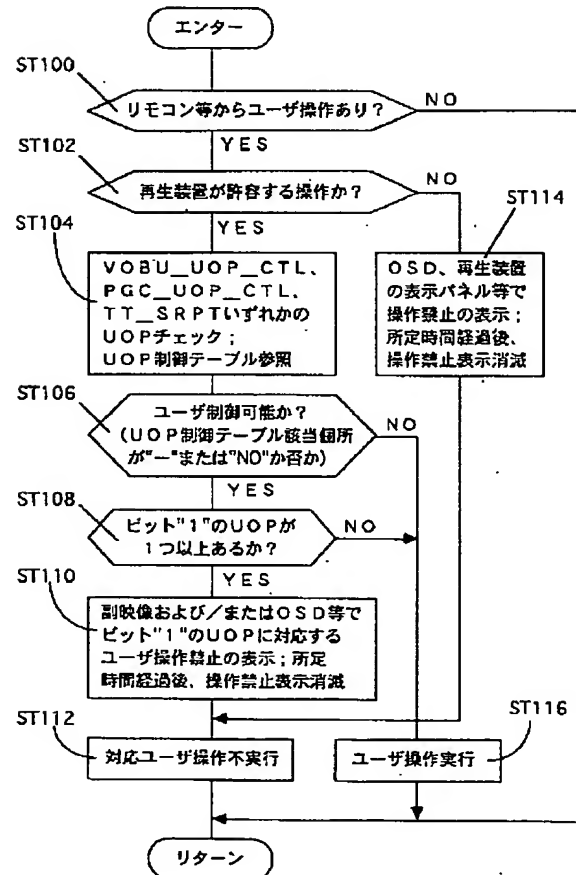 エンター
ST100
リモコン等からユーザ操作あり？
NO
YES
ST102
再生装置が許容する操作か？
NO
YES
ST114
ST104
VOBU_UOP_CTL、
PGC_UOP_CTL、
TT_SRPTいずれかの
UOPチェック；
UOP制御テーブル参照
OSD、再生装置
の表示パネル等で
操作禁止の表示；
所定時間経過後、
操作禁止表示消滅
ST106
ユーザ制御可能か？
(UOP制御テーブル該当個所
が"ー"または"NO"か否か)
NO
YES
ST108
ビット"1"のUOPが
1つ以上あるか？
NO
YES
ST110
副映像および／またはOSD等で
ビット"1"のUOPに対応する
ユーザ操作禁止の表示；所定
時間経過後、操作禁止表示消滅
ST112
対応ユーザ操作不実行
ST116
ユーザ操作実行
リターン